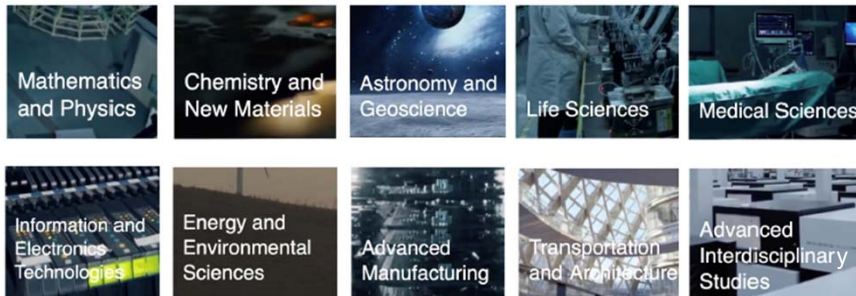 Mathematics
and Physics
Chemistry and
New Materials
Astronomy and
Geoscience
Life Sciences
Medical Sciences
Information and
Electronics
Technologies
Energy and
Environmental
Sciences
Advanced
Manufacturing
Transportation
and Architecture
Advanced
Interdisciplinary
Studies